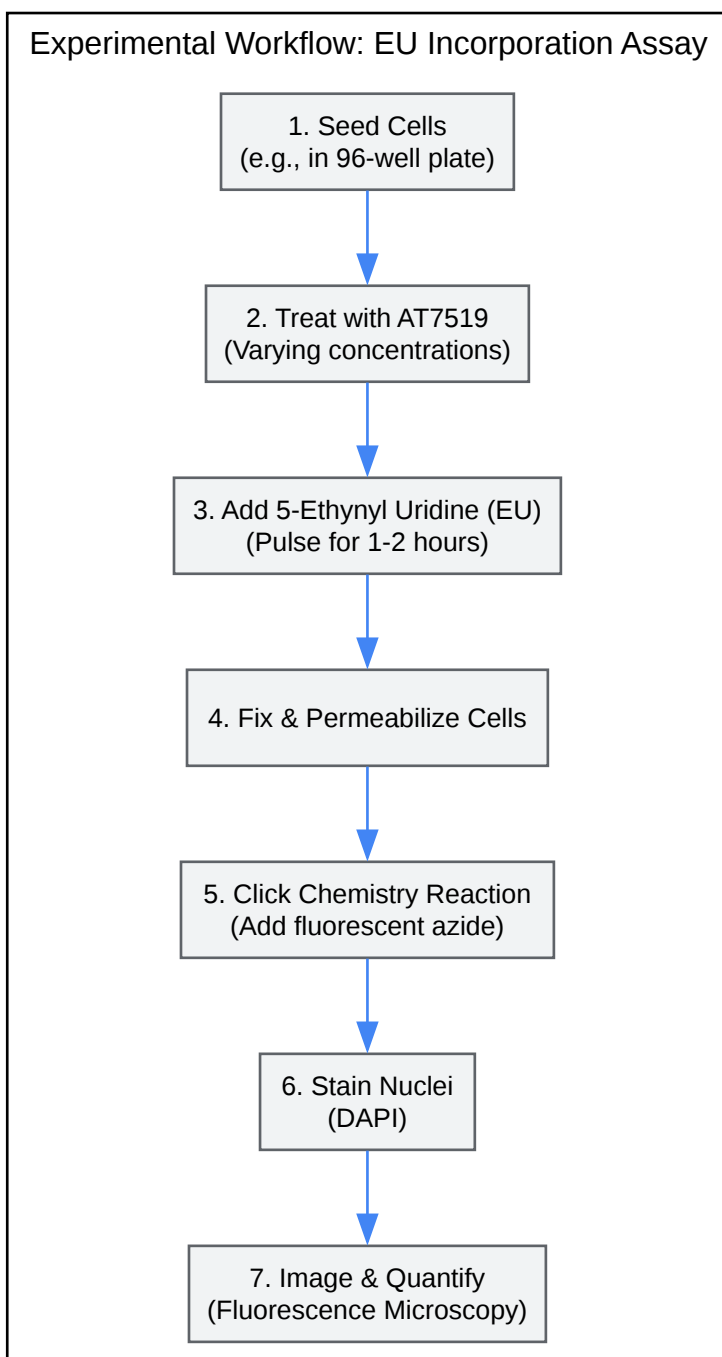 Experimental Workflow: EU Incorporation Assay
1. Seed Cells
(e.g., in 96-well plate)
2. Treat with AT7519
(Varying concentrations)
3. Add 5-Ethynyl Uridine (EU)
(Pulse for 1-2 hours)
4. Fix & Permeabilize Cells
5. Click Chemistry Reaction
(Add fluorescent azide)
6. Stain Nuclei
(DAPI)
7. Image & Quantify
(Fluorescence Microscopy)